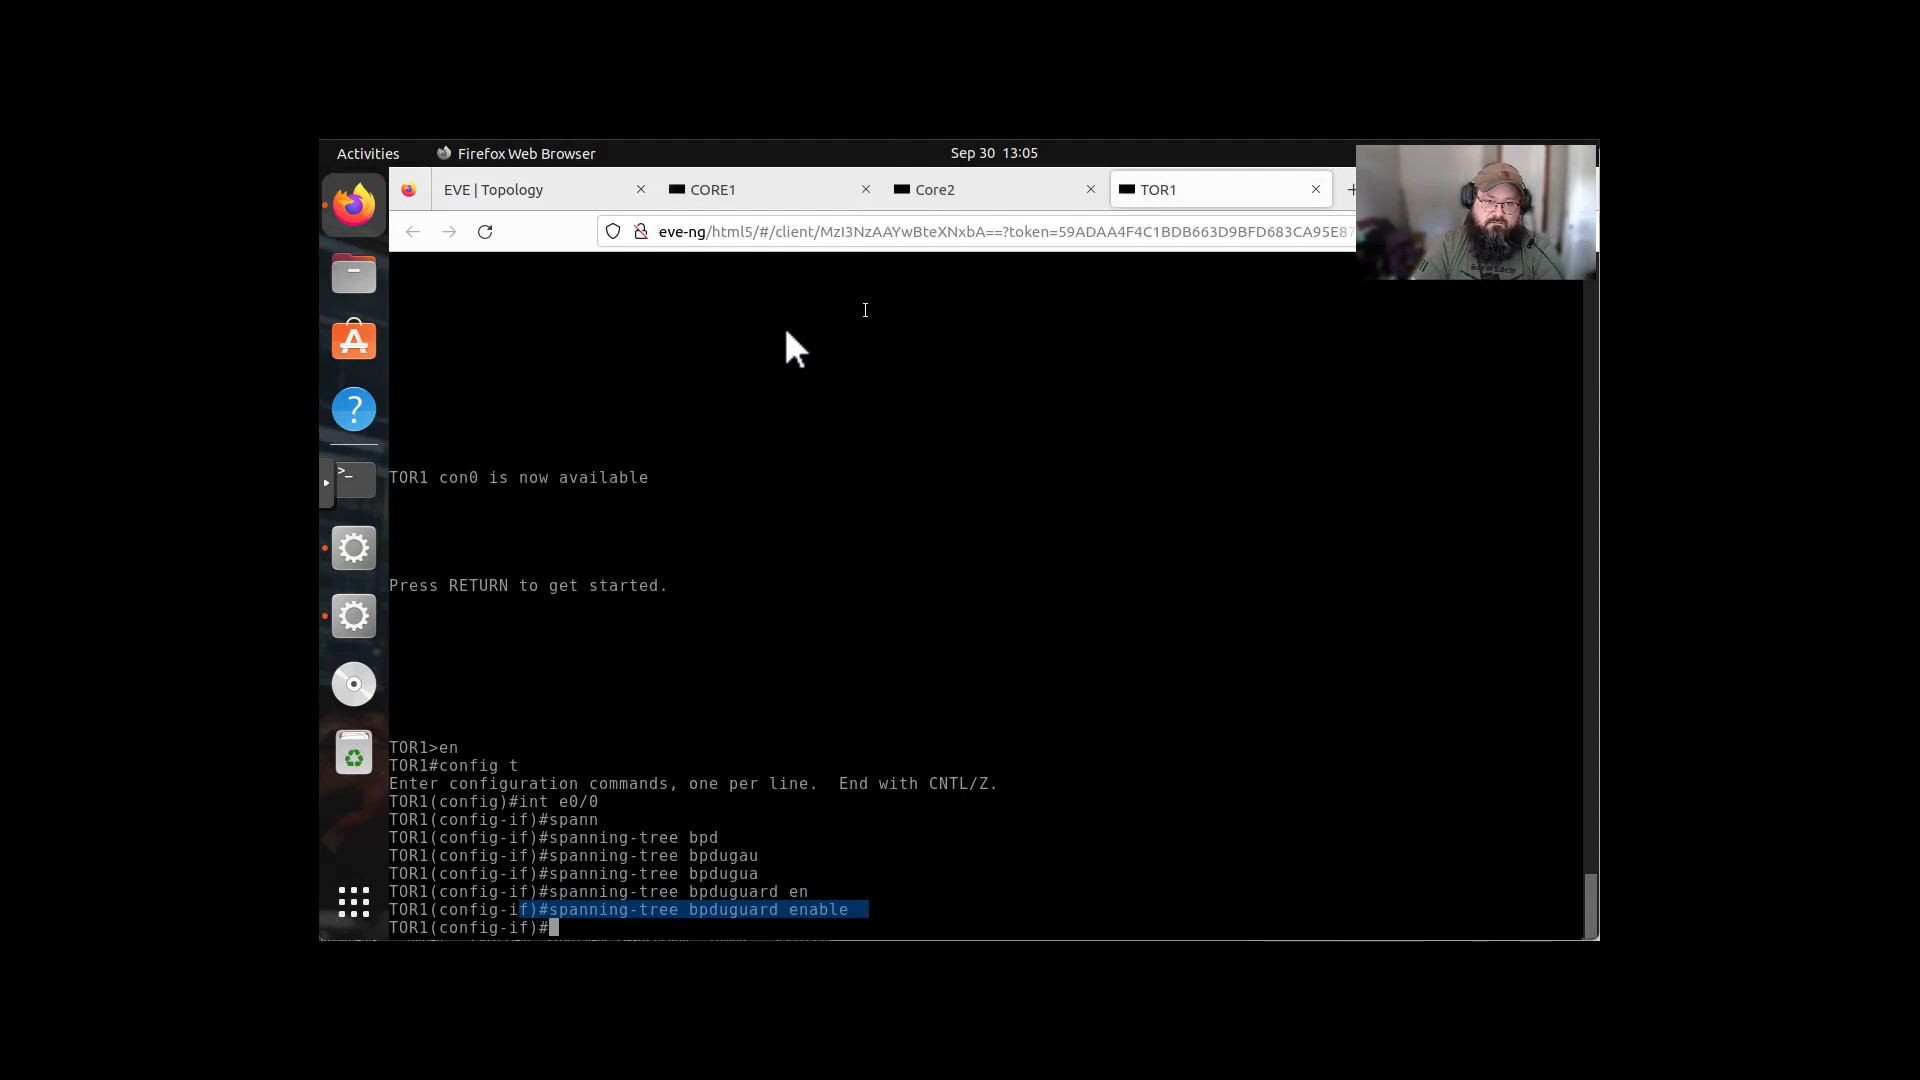 Activities
Firefox Web Browser
Sep 30 13:05
EVE | Topology
CORE1
Core2
TOR1
eve-ng/html5/#/client/MzI3NzAAYwBteXNxbA==?token=59ADAA4F4C1BDB663D9BFD683CA95E87
TOR1 con0 is now available
Press RETURN to get started.
TOR1>en
TOR1#config t
Enter configuration commands, one per line.  End with CNTL/Z.
TOR1(config)#int e0/0
TOR1(config-if)#spann
TOR1(config-if)#spanning-tree bpd
TOR1(config-if)#spanning-tree bpdugau
TOR1(config-if)#spanning-tree bpdugua
TOR1(config-if)#spanning-tree bpduguard en
TOR1(config-if)#spanning-tree bpduguard enable
TOR1(config-if)#